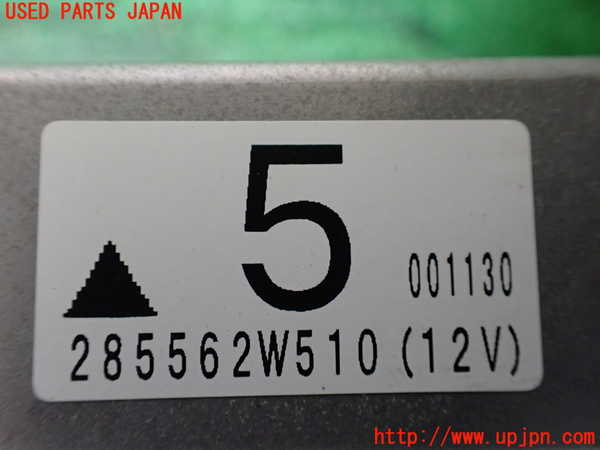 USED PARTS JAPAN
5
001130
285562W510(12V)
http://www.upjpn.com